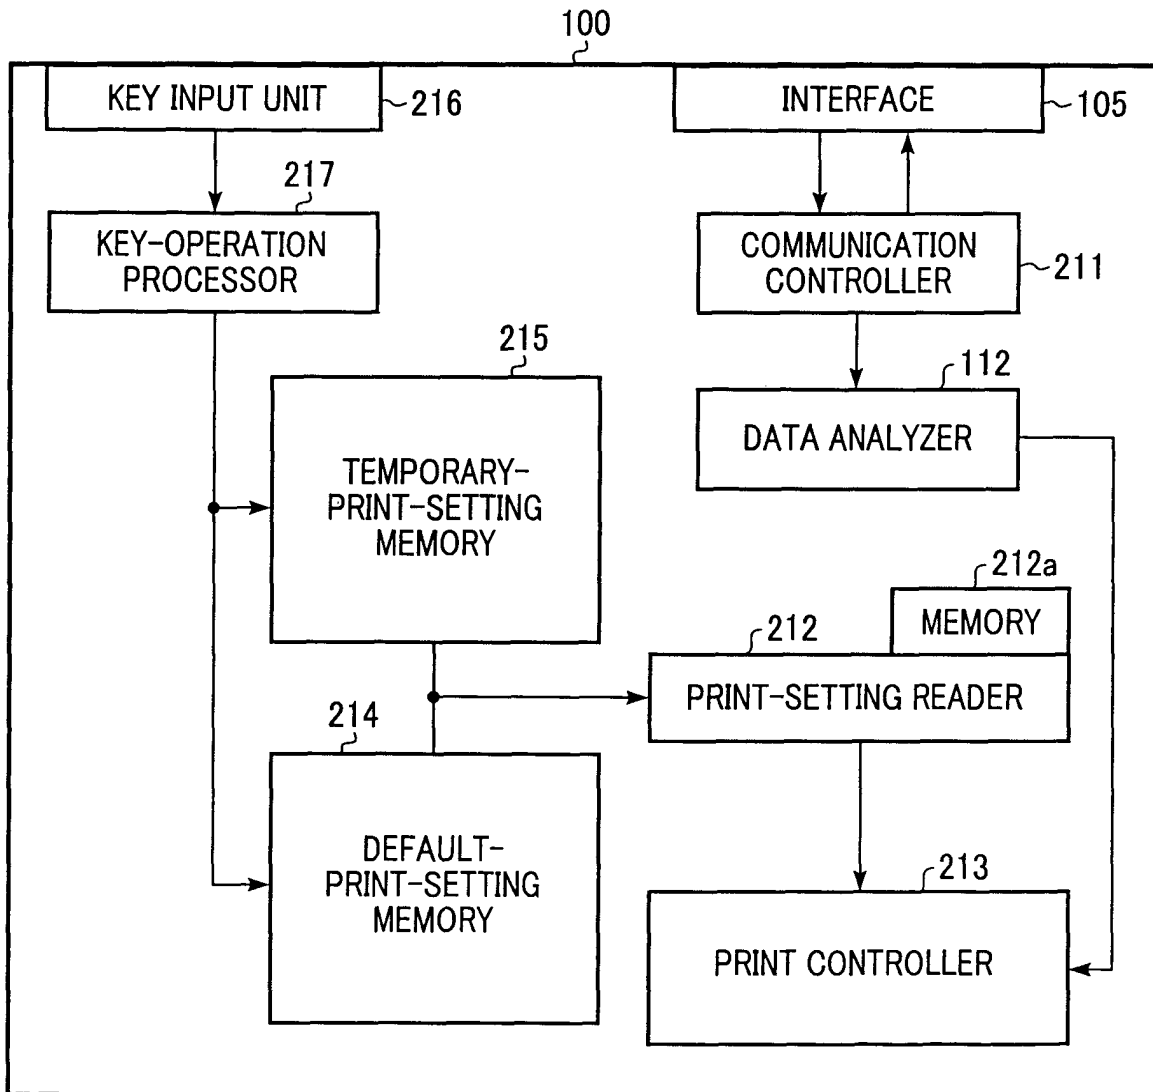 100
KEY INPUT UNIT
216
INTERFACE
105
217
KEY-OPERATION
PROCESSOR
COMMUNICATION
CONTROLLER
211
215
TEMPORARY-
PRINT-SETTING
MEMORY
112
DATA ANALYZER
212a
MEMORY
212
PRINT-SETTING READER
214
DEFAULT-
PRINT-SETTING
MEMORY
213
PRINT CONTROLLER